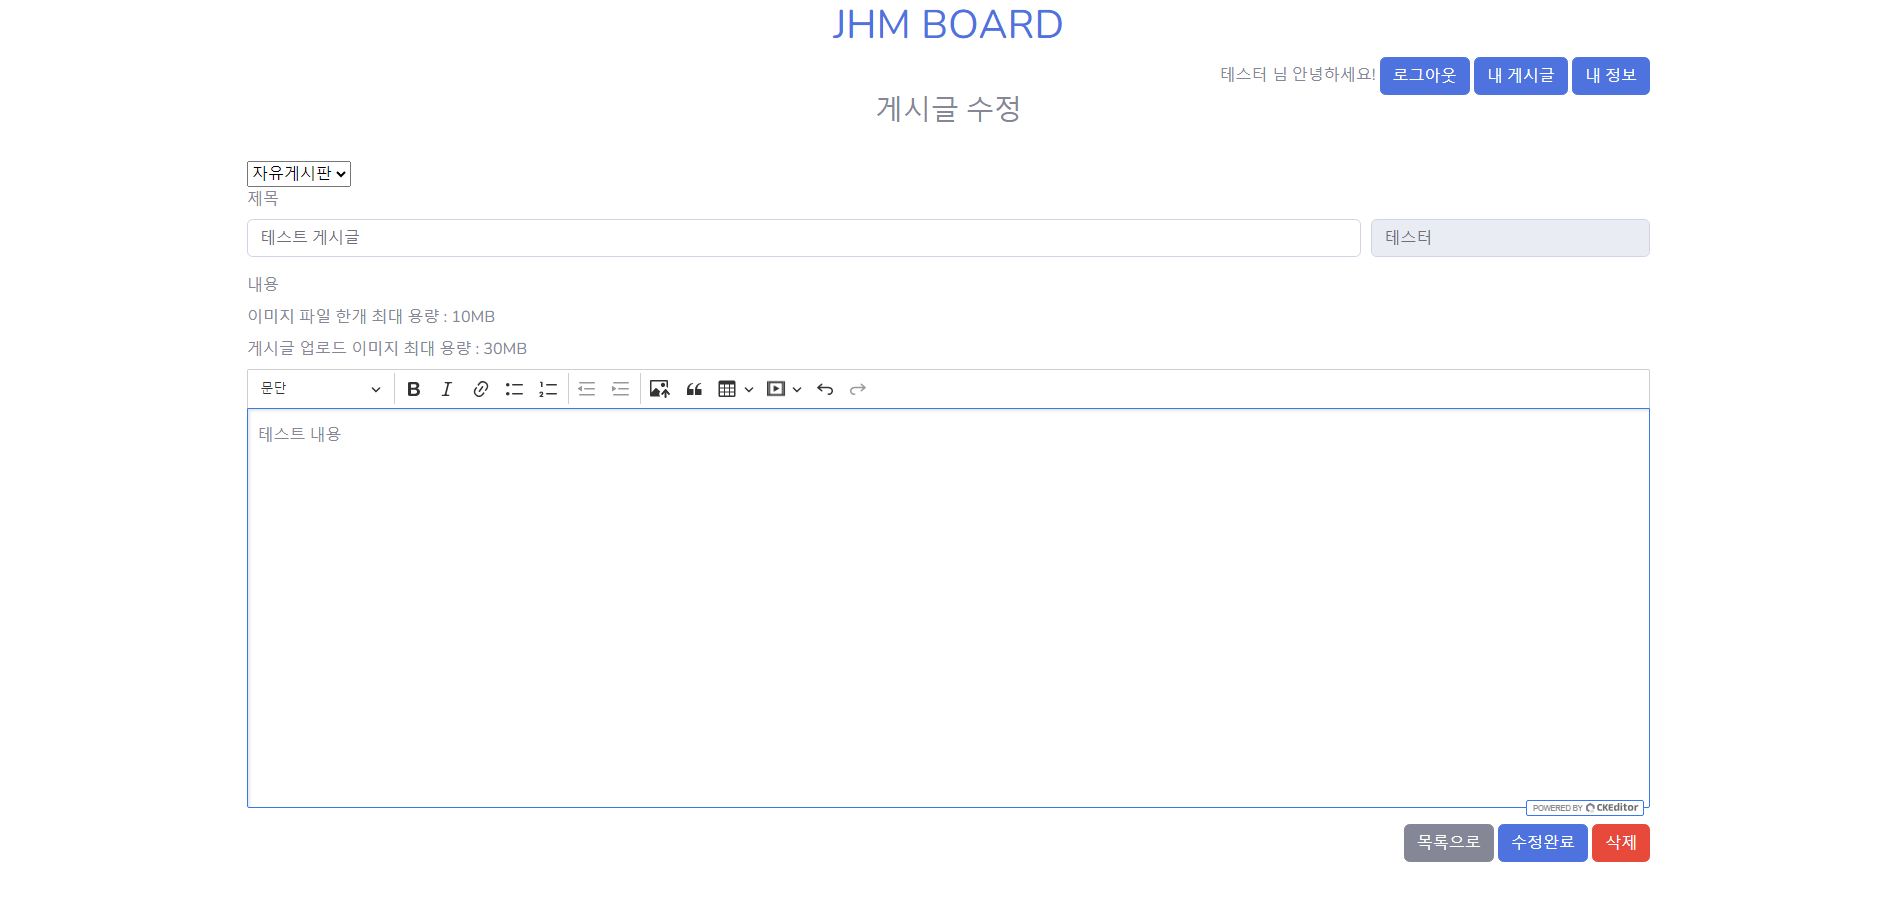 JHM BOARD
테스터 님 안녕하세요! 로그아웃 내 게시글 내 정보
게시글 수정
자유게시판
제목
테스트 게시글 테스터
내용
이미지 파일 한개 최대 용량 : 10MB
게시글 업로드 이미지 최대 용량 : 30MB
문단
테스트 내용
POWERED BY CKEditor
목록으로 수정완료 삭제